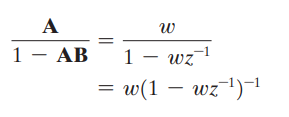 A / (1 − AB) = w / (1 − wz⁻¹)
= w(1 − wz⁻¹)⁻¹